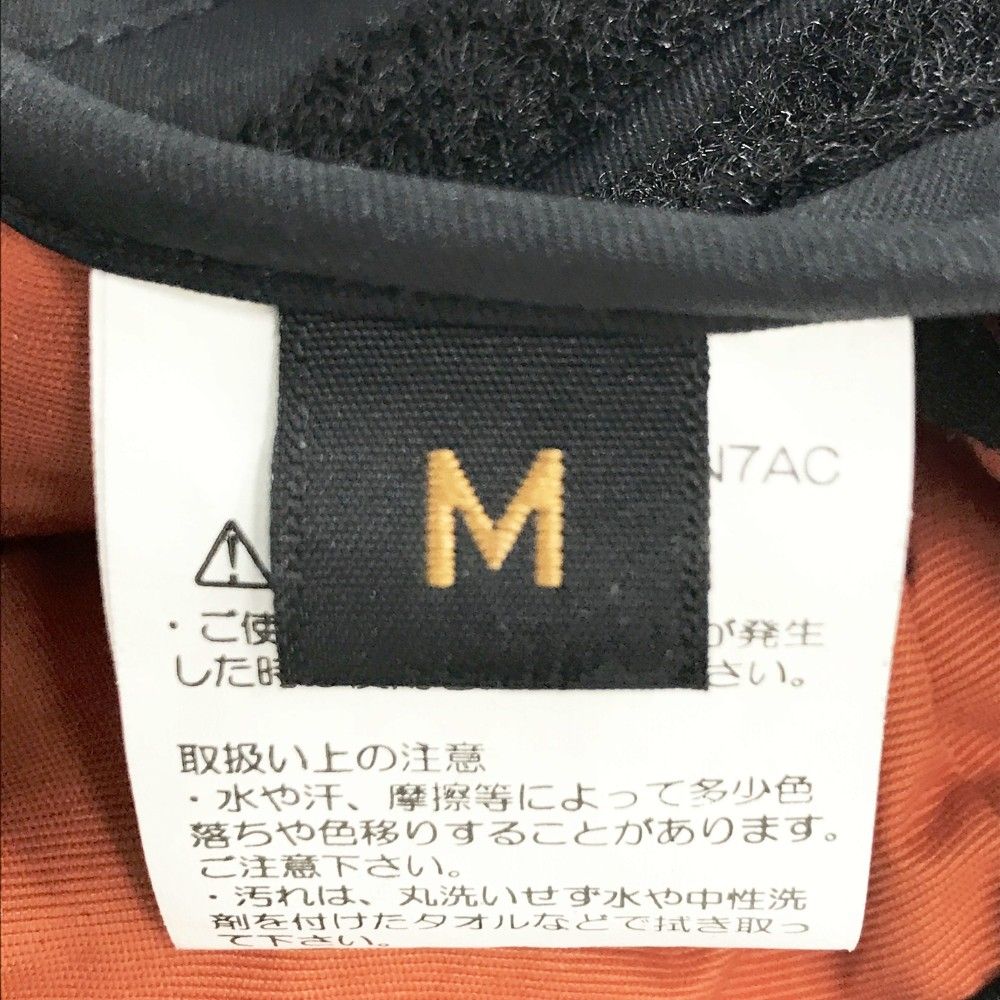 M
N7AC
・ご使 が発生
した時 さい。
取扱い上の注意
・水や汗、摩擦等によって多少色
落ちや色移りすることがあります。
ご注意下さい。
・汚れは、丸洗いせず水や中性洗
剤を付けたタオルなどで拭き取っ
て下さい。